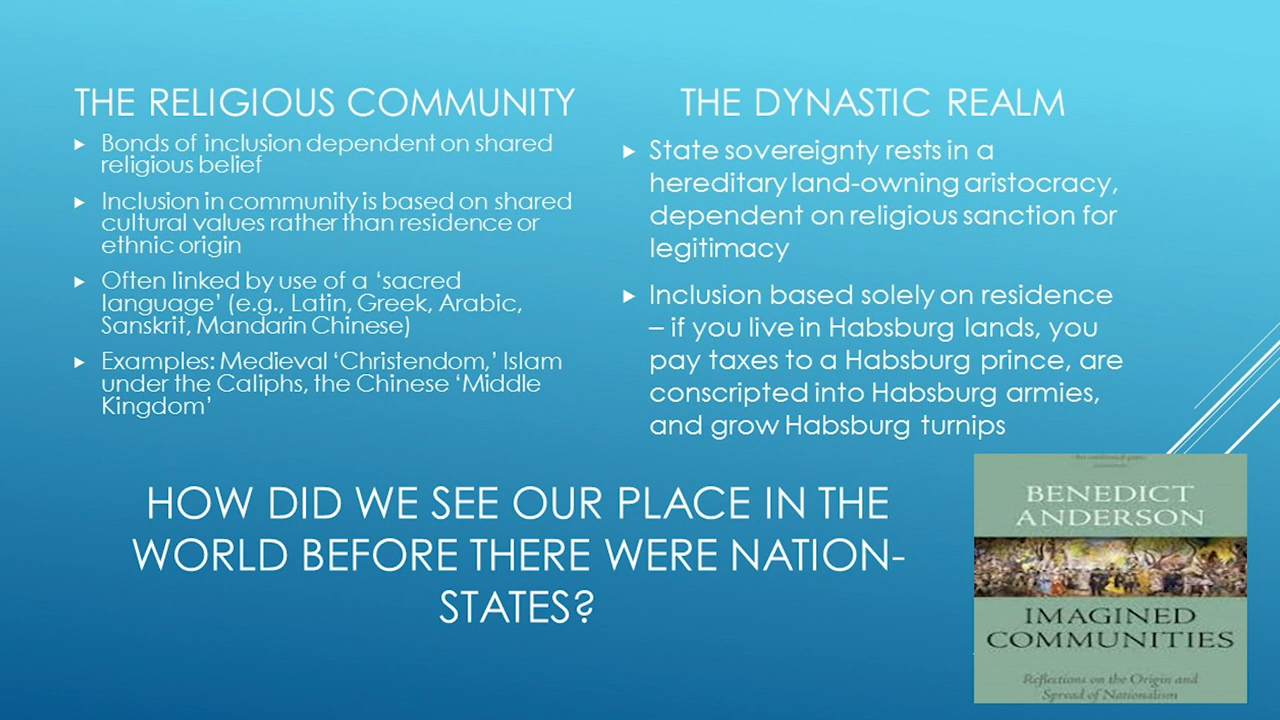 THE RELIGIOUS COMMUNITY
Bonds of inclusion dependent on shared
religious belief
Inclusion in community is based on shared
cultural values rather than residence or
ethnic origin
Often linked by use of a ‘sacred
language’ (e.g., Latin, Greek, Arabic,
Sanskrit, Mandarin Chinese)
Examples: Medieval ‘Christendom,’ Islam
under the Caliphs, the Chinese ‘Middle
Kingdom’
THE DYNASTIC REALM
State sovereignty rests in a
hereditary land-owning aristocracy,
dependent on religious sanction for
legitimacy
Inclusion based solely on residence
– if you live in Habsburg lands, you
pay taxes to a Habsburg prince, are
conscripted into Habsburg armies,
and grow Habsburg turnips
HOW DID WE SEE OUR PLACE IN THE
WORLD BEFORE THERE WERE NATION-
STATES?
BENEDICT
ANDERSON
IMAGINED
COMMUNITIES
Reflections on the Origin and
Spread of Nationalism